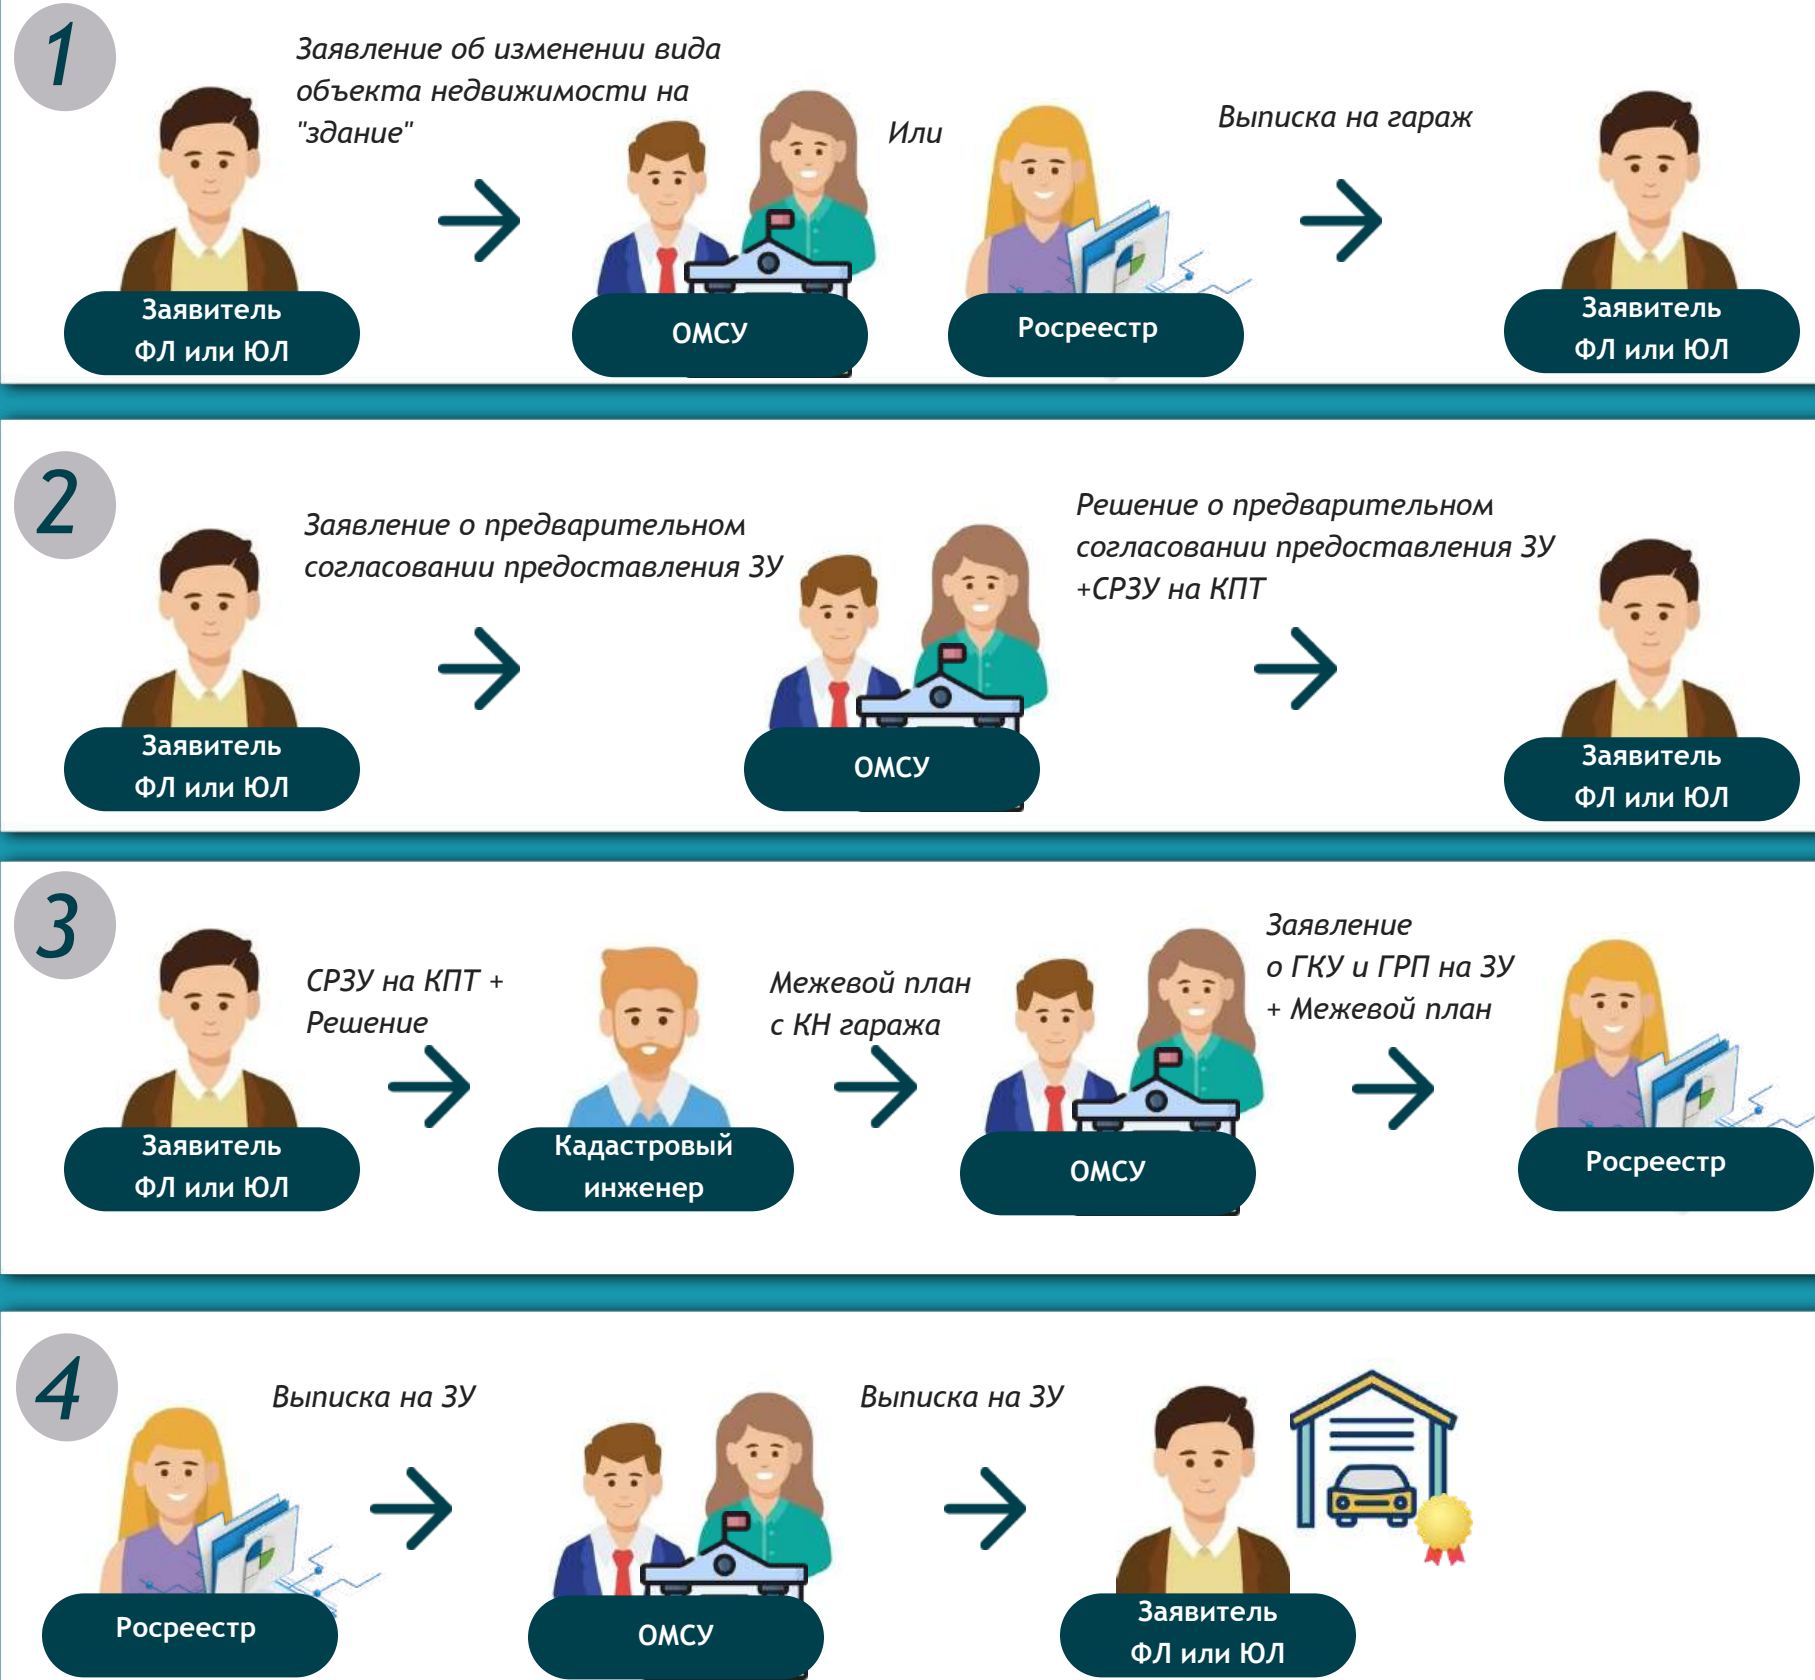 1
Заявление об изменении вида
объекта недвижимости на
"здание"
Или
Выписка на гараж
Заявитель
ФЛ или ЮЛ
ОМСУ
Росреестр
Заявитель
ФЛ или ЮЛ
2
Заявление о предварительном
согласовании предоставления ЗУ
Решение о предварительном
согласовании предоставления ЗУ
+СРЗУ на КПТ
Заявитель
ФЛ или ЮЛ
ОМСУ
Заявитель
ФЛ или ЮЛ
3
СРЗУ на КПТ +
Решение
Межевой план
с КН гаража
Заявление
о ГКУ и ГРП на ЗУ
+ Межевой план
Заявитель
ФЛ или ЮЛ
Кадастровый
инженер
ОМСУ
Росреестр
4
Выписка на ЗУ
Выписка на ЗУ
Росреестр
ОМСУ
Заявитель
ФЛ или ЮЛ